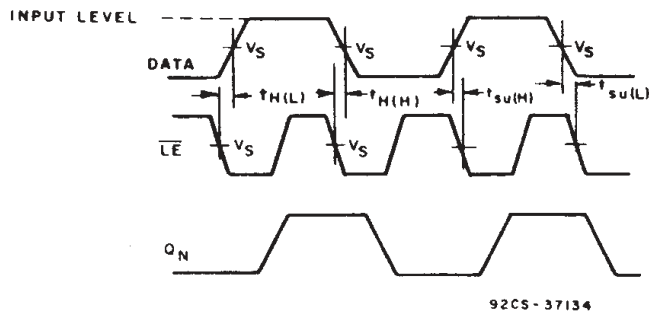 INPUT LEVEL
DATA
VS VS VS VS
tH(L) tH(H) tsu(H) tsu(L)
LE
VS VS
QN
92CS-37134